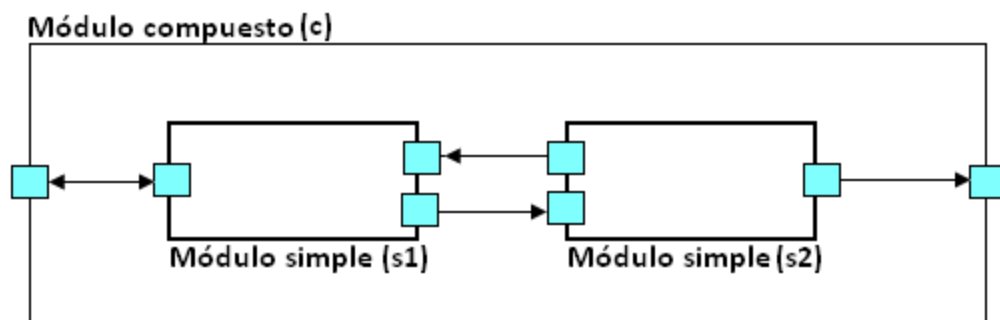 Módulo compuesto (c)
Módulo simple (s1)
Módulo simple (s2)